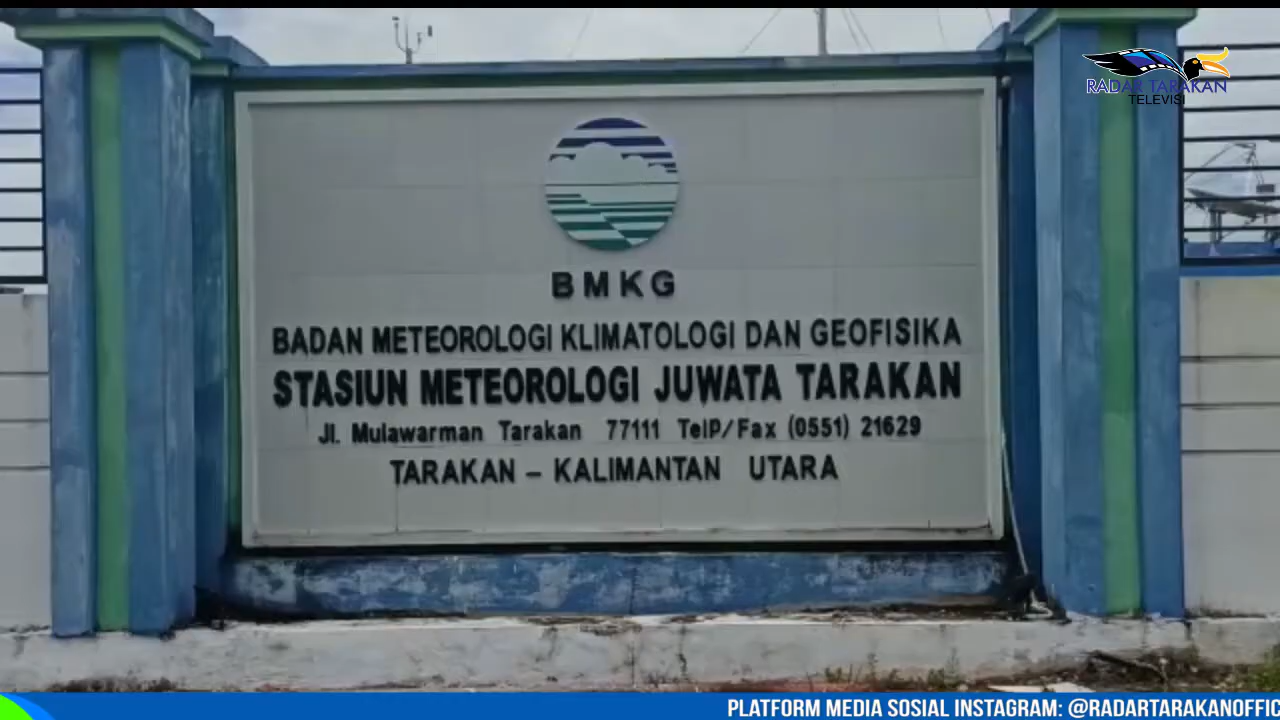 RADAR TARAKAN
TELEVISI
BMKG
BADAN METEOROLOGI KLIMATOLOGI DAN GEOFISIKA
STASIUN METEOROLOGI JUWATA TARAKAN
Jl. Mulawarman Tarakan 77111 TelP/Fax (0551) 21629
TARAKAN – KALIMANTAN UTARA
PLATFORM MEDIA SOSIAL INSTAGRAM: @RADARTARAKANOFFIC